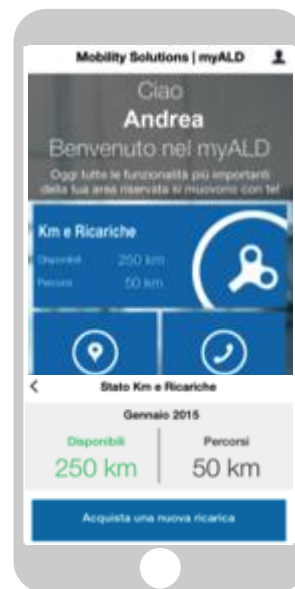 Mobility Solutions | myALD
Ciao
Andrea
Benvenuto nel myALD
Oggi tutte le funzionalità più importanti
della tua area riservata si muovono con te!
Km e Ricariche
Disponibili 250 km
Percorsi 50 km
Stato Km e Ricariche
Gennaio 2015
Disponibili Percorsi
250 km 50 km
Acquista una nuova ricarica